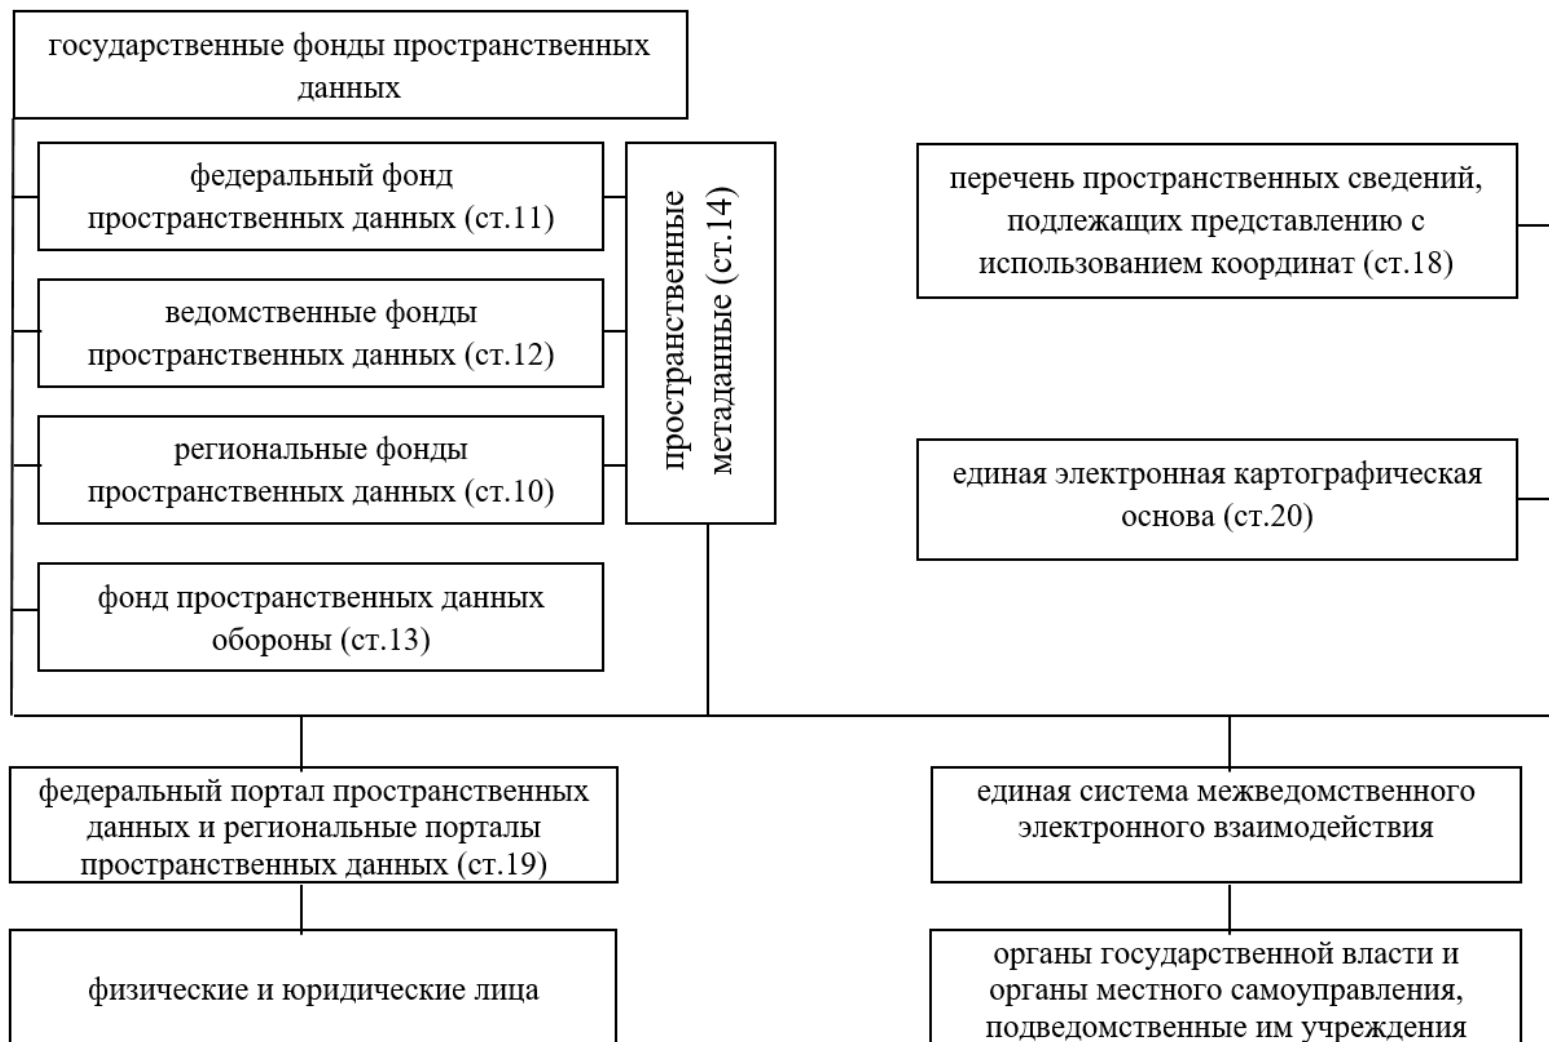 государственные фонды пространственных
данных
федеральный фонд
пространственных данных (ст.11)
ведомственные фонды
пространственных данных (ст.12)
региональные фонды
пространственных данных (ст.10)
фонд пространственных данных
обороны (ст.13)
пространственные
метаданные (ст.14)
перечень пространственных сведений,
подлежащих представлению с
использованием координат (ст.18)
единая электронная картографическая
основа (ст.20)
федеральный портал пространственных
данных и региональные порталы
пространственных данных (ст.19)
единая система межведомственного
электронного взаимодействия
физические и юридические лица
органы государственной власти и
органы местного самоуправления,
подведомственные им учреждения